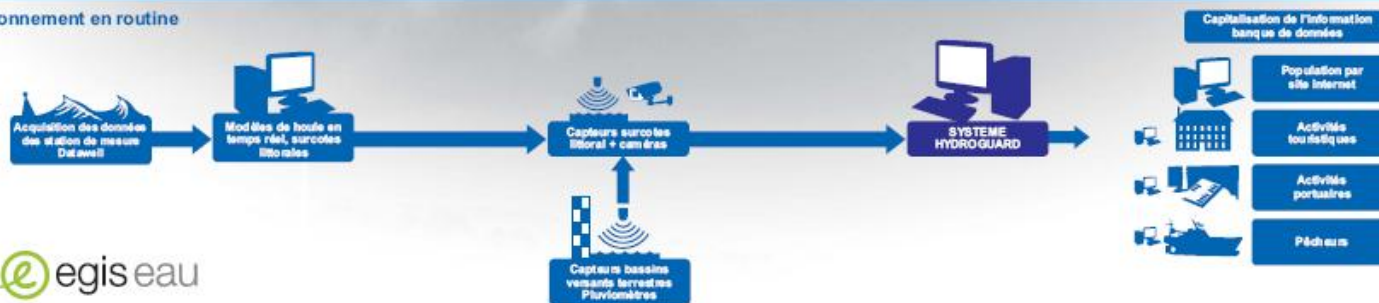 onnement en routine
Acquisition des données
des station de mesure
Datawell
Modèles de houle en
temps réel, surcotes
littorales
Capteurs surcotes
littoral + caméras
Capteurs bassins
versants terrestres
Pluviomètres
SYSTEME
HYDROGUARD
Capitalisation de l'information
banque de données
Population par
site internet
Activités
touristiques
Activités
portuaires
Pêcheurs
e egis eau